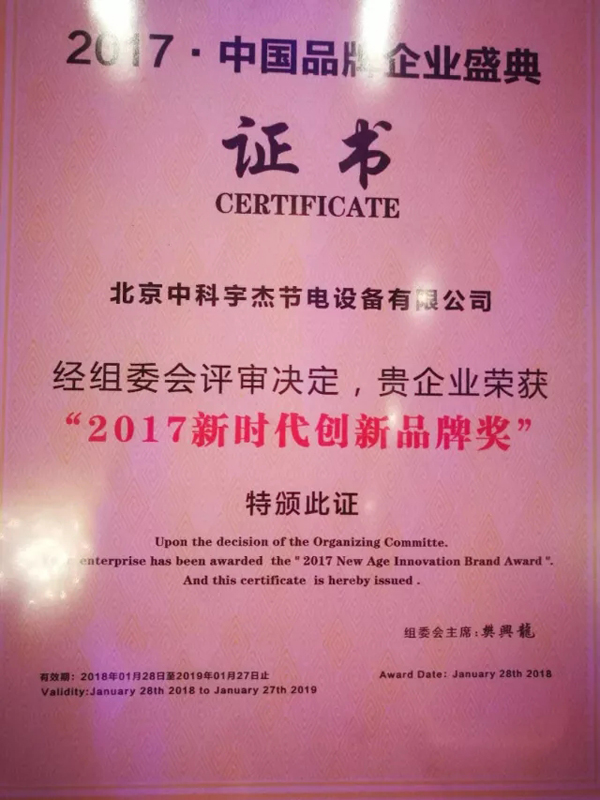 2017·中国品牌企业盛典
证书
CERTIFICATE
北京中科宇杰节电设备有限公司
经组委会评审决定，贵企业荣获
“2017新时代创新品牌奖”
特颁此证
Upon the decision of the Organizing Committe.
enterprise has been awarded the " 2017 New Age Innovation Brand Award ".
And this certificate is hereby issued .
组委会主席:樊興龍
有效期：2018年01月28日至2019年01月27日止
Award Date：January 28th 2018
Validity:January 28th 2018 to January 27th 2019